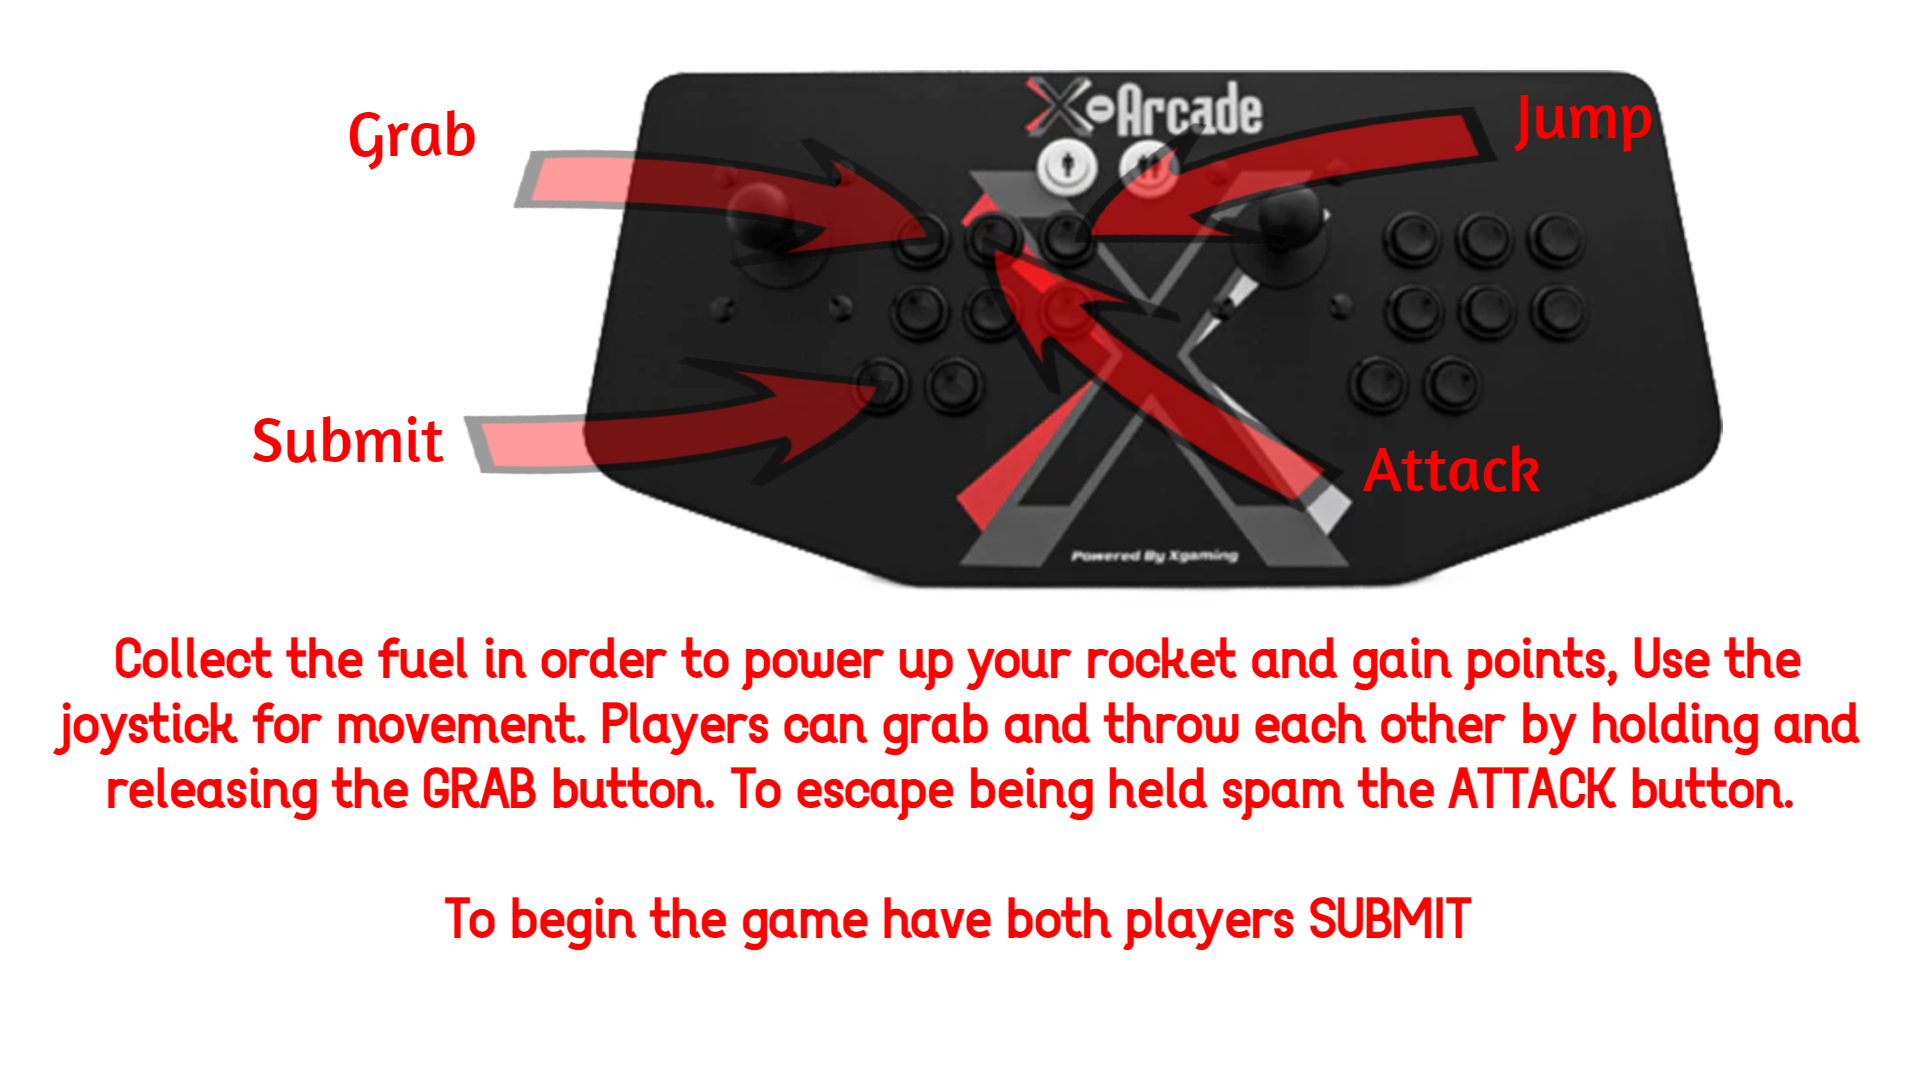 X-Arcade
Grab
Jump
Submit
Attack
Powered By Xgaming
Collect the fuel in order to power up your rocket and gain points, Use the
joystick for movement. Players can grab and throw each other by holding and
releasing the GRAB button. To escape being held spam the ATTACK button.
To begin the game have both players SUBMIT